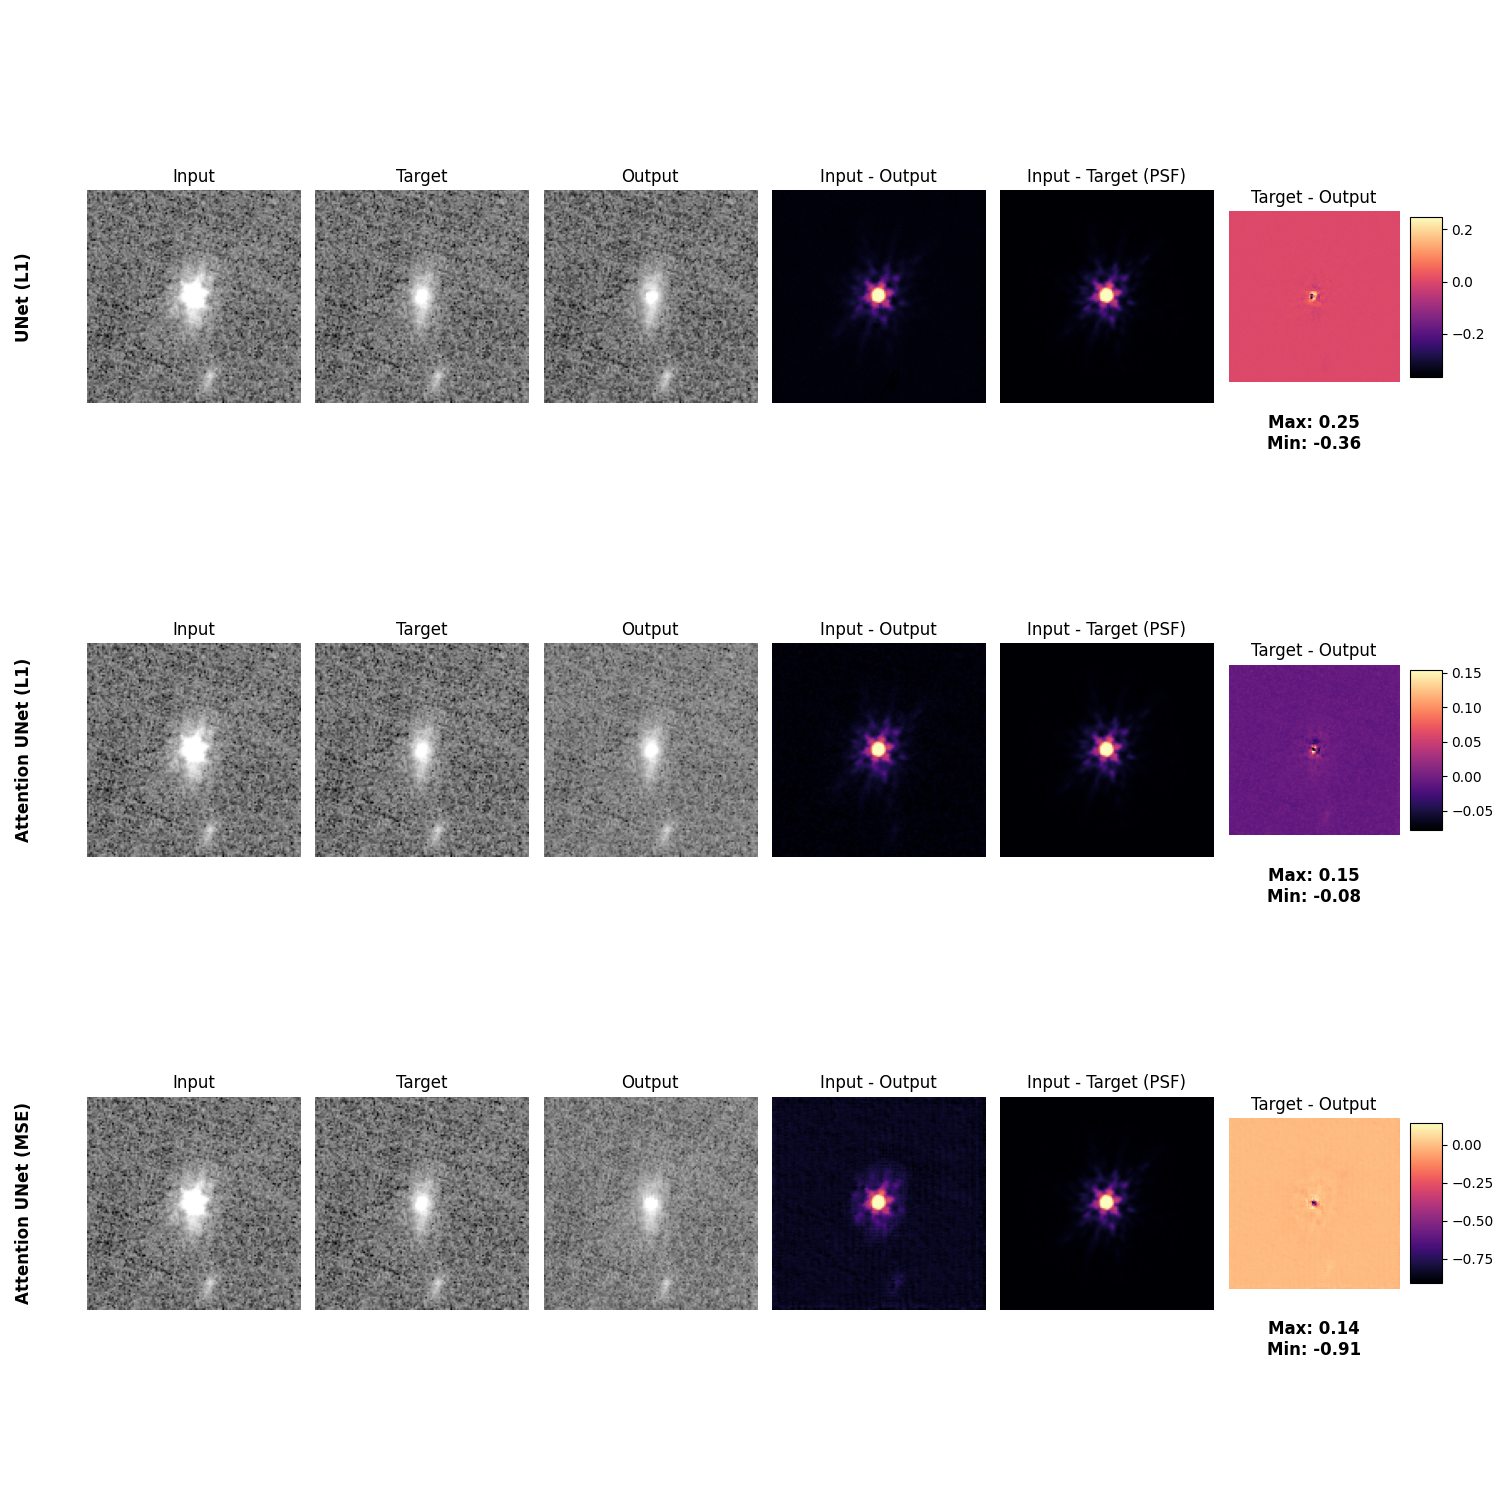 UNet (L1)
Input
Target
Output
Input - Output
Input - Target (PSF)
Target - Output
0.2
0.0
−0.2
Max: 0.25
Min: -0.36
Attention UNet (L1)
Input
Target
Output
Input - Output
Input - Target (PSF)
Target - Output
0.15
0.10
0.05
0.00
−0.05
Max: 0.15
Min: -0.08
Attention UNet (MSE)
Input
Target
Output
Input - Output
Input - Target (PSF)
Target - Output
0.00
−0.25
−0.50
−0.75
Max: 0.14
Min: -0.91